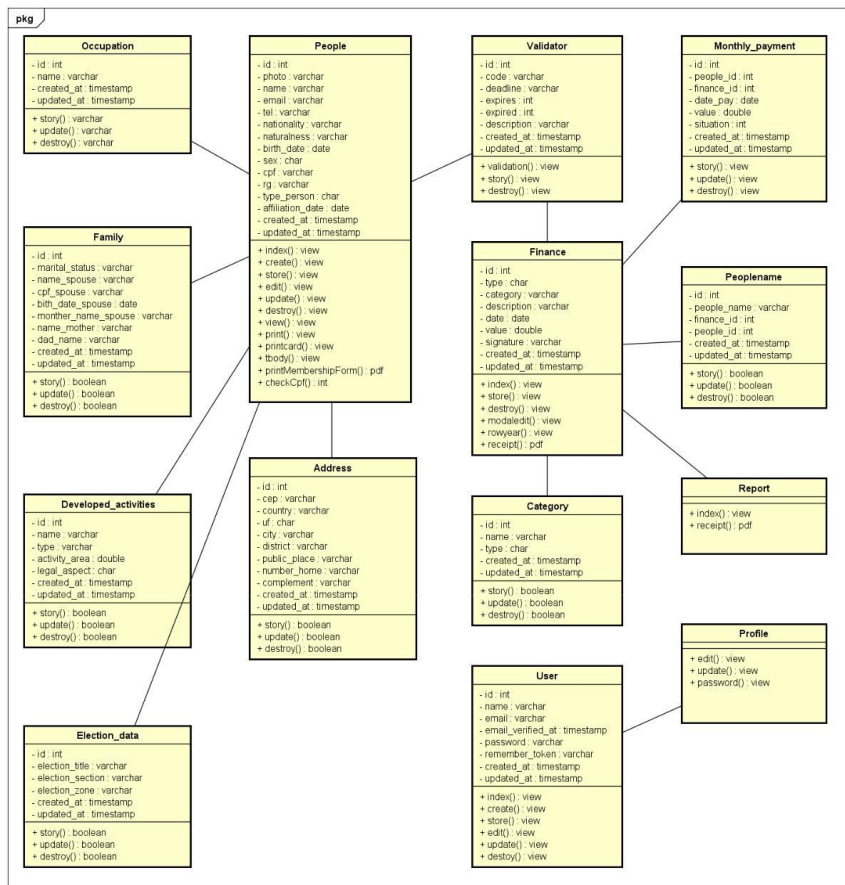 pkg
Occupation
- id : int
- name : varchar
- created_at : timestamp
- updated_at : timestamp
+ story() : varchar
+ update() : varchar
+ destroy() : varchar
People
- id : int
- photo : varchar
- name : varchar
- email : varchar
- tel : varchar
- nationality : varchar
- naturalness : varchar
- birth_date : date
- sex : char
- cpf : varchar
- rg : varchar
- type_person : char
- affiliation_date : date
- created_at : timestamp
- updated_at : timestamp
+ index() : view
+ create() : view
+ store() : view
+ edit() : view
+ update() : view
+ destroy() : view
+ view() : view
+ print() : view
+ printcard() : view
+ tbody() : view
+ printMembershipForm() : pdf
+ checkCpf() : int
Validator
- id : int
- code : varchar
- deadline : varchar
- expires : int
- expired : int
- description : varchar
- created_at : timestamp
- updated_at : timestamp
+ validation() : view
+ story() : view
+ destroy() : view
Monthly_payment
- id : int
- people_id : int
- finance_id : int
- date_pay : date
- value : double
- situation : int
- created_at : timestamp
- updated_at : timestamp
+ story() : view
+ update() : view
+ destroy() : view
Family
- id : int
- marital_status : varchar
- name_spouse : varchar
- cpf_spouse : varchar
- bith_date_spouse : date
- monther_name_spouse : varchar
- name_mother : varchar
- dad_name : varchar
- created_at : timestamp
- updated_at : timestamp
+ story() : boolean
+ update() : boolean
+ destroy() : boolean
Finance
- id : int
- type : char
- category : varchar
- description : varchar
- date : date
- value : double
- signature : varchar
- created_at : timestamp
- updated_at : timestamp
+ index() : view
+ store() : view
+ destroy() : view
+ modaledit() : view
+ rowyear() : view
+ receipt() : pdf
Peoplename
- id : int
- people_name : varchar
- finance_id : int
- people_id : int
- created_at : timestamp
- updated_at : timestamp
+ story() : boolean
+ update() : boolean
+ destroy() : boolean
Developed_activities
- id : int
- name : varchar
- type : varchar
- activity_area : double
- legal_aspect : char
- created_at : timestamp
- updated_at : timestamp
+ story() : boolean
+ update() : boolean
+ destroy() : boolean
Address
- id : int
- cep : varchar
- country : varchar
- uf : char
- city : varchar
- district : varchar
- public_place : varchar
- number_home : varchar
- complement : varchar
- created_at : timestamp
- updated_at : timestamp
+ story() : boolean
+ update() : boolean
+ destroy() : boolean
Category
- id : int
- name : varchar
- type : char
- created_at : timestamp
- updated_at : timestamp
+ story() : boolean
+ update() : boolean
+ destroy() : boolean
Report
+ index() : view
+ receipt() : pdf
Election_data
- id : int
- election_title : varchar
- election_section : varchar
- election_zone : varchar
- created_at : timestamp
- updated_at : timestamp
+ story() : boolean
+ update() : boolean
+ destroy() : boolean
User
- id : int
- name : varchar
- email : varchar
- email_verified_at : timestamp
- password : varchar
- remember_token : varchar
- created_at : timestamp
- updated_at : timestamp
+ index() : view
+ create() : view
+ store() : view
+ edit() : view
+ update() : view
+ destoy() : view
Profile
+ edit() : view
+ update() : view
+ password() : view